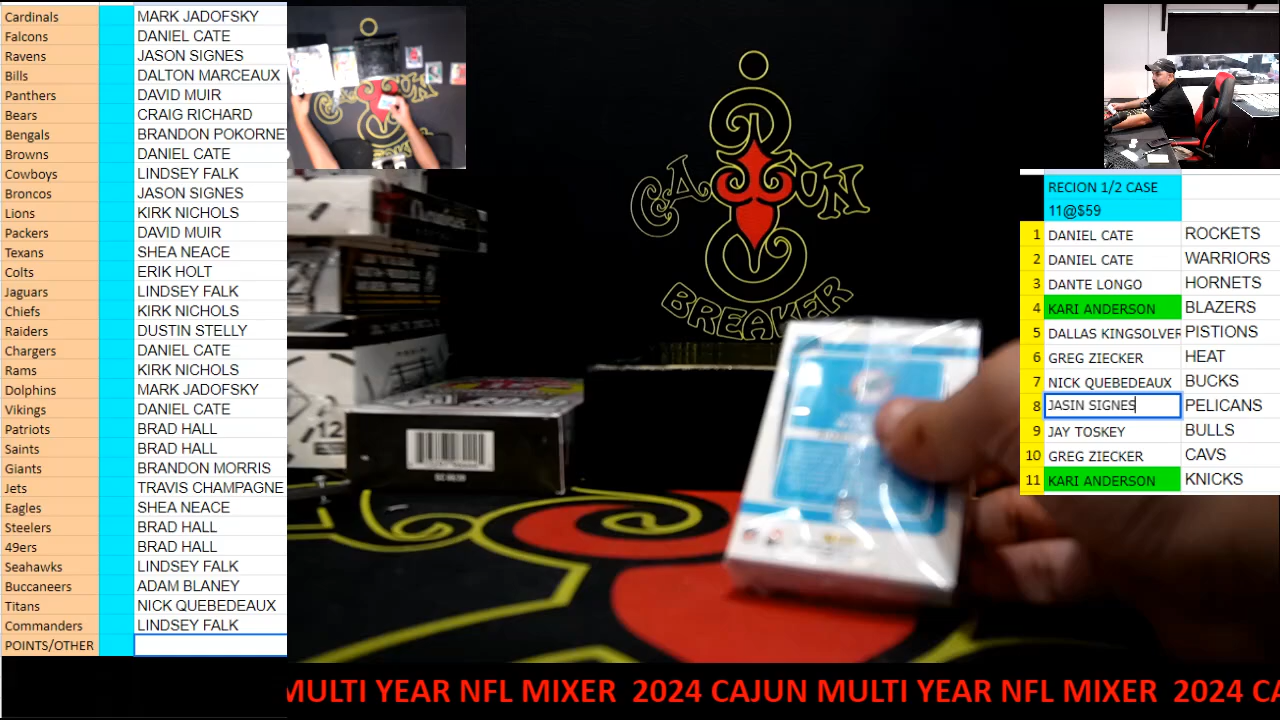 Cardinals MARK JADOFSKY
Falcons DANIEL CATE
Ravens JASON SIGNES
Bills DALTON MARCEAUX
Panthers DAVID MUIR
Bears CRAIG RICHARD
Bengals BRANDON POKORNE
Browns DANIEL CATE
Cowboys LINDSEY FALK
Broncos JASON SIGNES
Lions KIRK NICHOLS
Packers DAVID MUIR
Texans SHEA NEACE
Colts ERIK HOLT
Jaguars LINDSEY FALK
Chiefs KIRK NICHOLS
Raiders DUSTIN STELLY
Chargers DANIEL CATE
Rams KIRK NICHOLS
Dolphins MARK JADOFSKY
Vikings DANIEL CATE
Patriots BRAD HALL
Saints BRAD HALL
Giants BRANDON MORRIS
Jets TRAVIS CHAMPAGNE
Eagles SHEA NEACE
Steelers BRAD HALL
49ers BRAD HALL
Seahawks LINDSEY FALK
Buccaneers ADAM BLANEY
Titans NICK QUEBEDEAUX
Commanders LINDSEY FALK
POINTS/OTHER
CAJUN
BREAKER
RECION 1/2 CASE
11@$59
1 DANIEL CATE ROCKETS
2 DANIEL CATE WARRIORS
3 DANTE LONGO HORNETS
4 KARI ANDERSON BLAZERS
5 DALLAS KINGSOLVER PISTIONS
6 GREG ZIECKER HEAT
7 NICK QUEBEDEAUX BUCKS
8 JASIN SIGNES PELICANS
9 JAY TOSKEY BULLS
10 GREG ZIECKER CAVS
11 KARI ANDERSON KNICKS
MULTI YEAR NFL MIXER 2024 CAJUN MULTI YEAR NFL MIXER 2024 CA